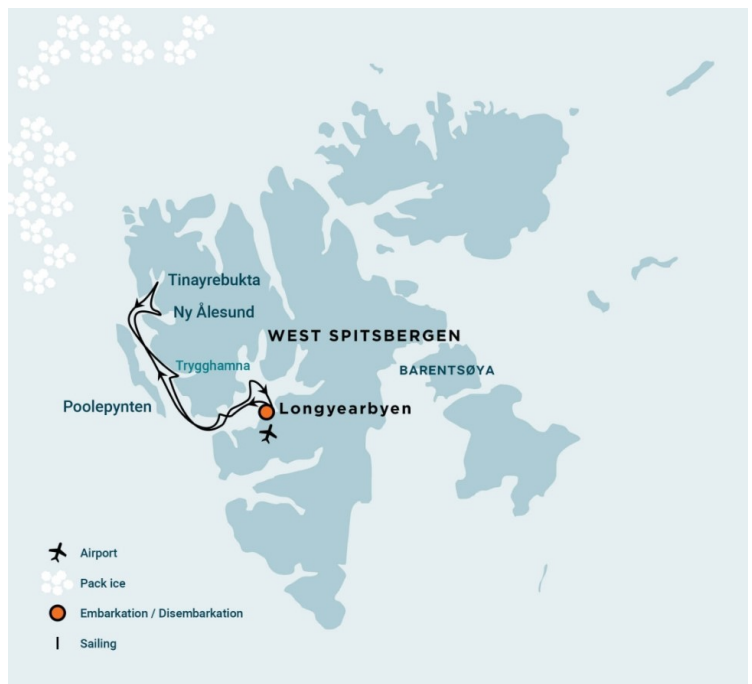 Tinayrebukta
Ny Ålesund
WEST SPITSBERGEN
Trygghamna
BARENTSØYA
Poolepynten
Longyearbyen
Airport
Pack ice
Embarkation / Disembarkation
Sailing